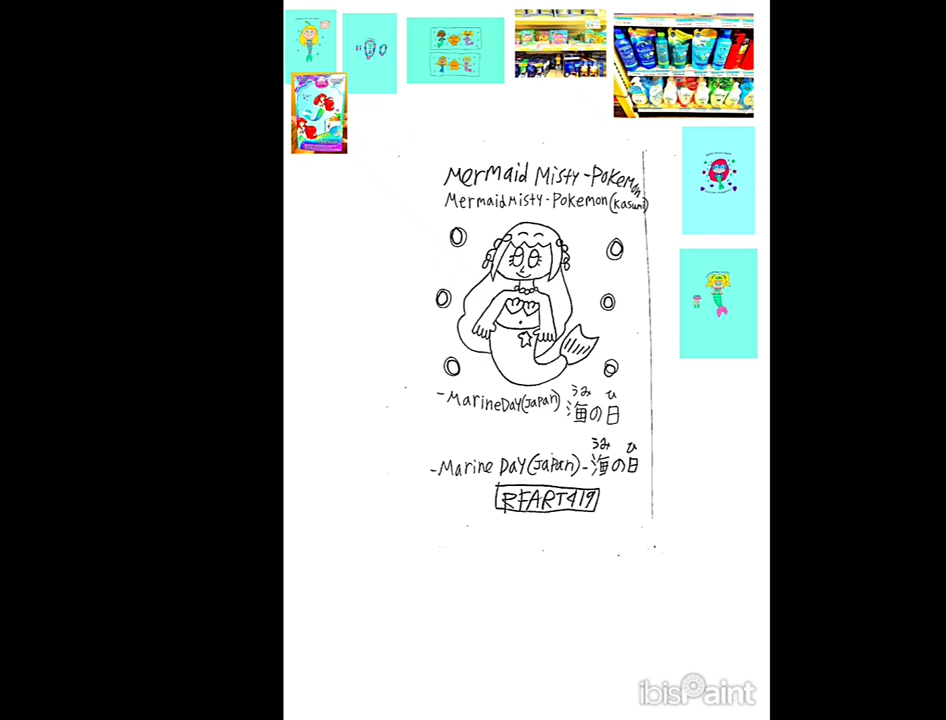 Mermaid Misty-Pokemon
MermaidMisty-Pokemon(Kasumi)
うみ ひ
-MarineDAY(JAPAN) 海の日
うみ ひ
-Marine DAY(JAPAN)-海の日
RFART419
ibisPaint